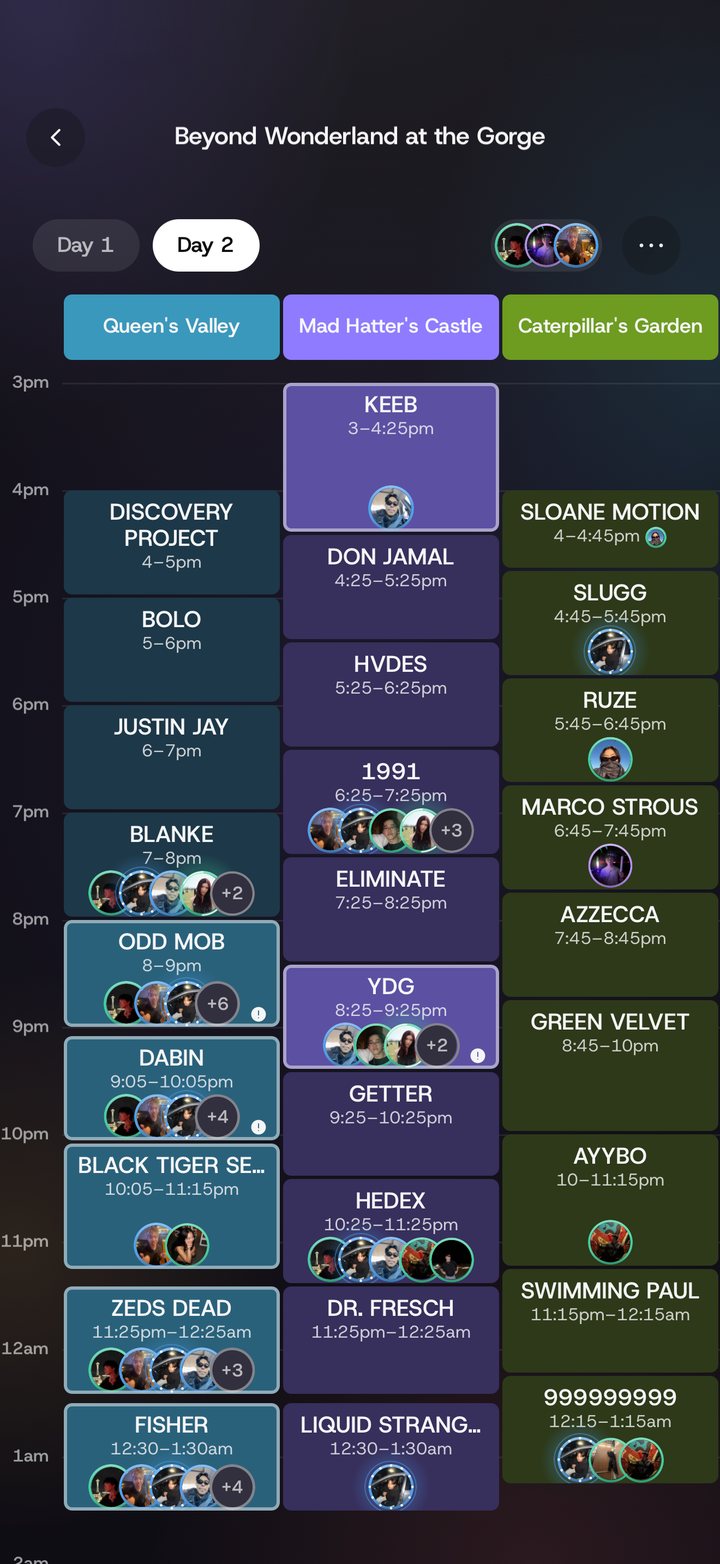 Beyond Wonderland at the Gorge
Day 1
Day 2
Queen's Valley
Mad Hatter's Castle
Caterpillar's Garden
3pm
4pm
5pm
6pm
7pm
8pm
9pm
10pm
11pm
12am
1am
2am
DISCOVERY
PROJECT
4–5pm
BOLO
5–6pm
JUSTIN JAY
6–7pm
BLANKE
7–8pm
+2
ODD MOB
8–9pm
+6
!
DABIN
9:05–10:05pm
+4
!
BLACK TIGER SE...
10:05–11:15pm
ZEDS DEAD
11:25pm–12:25am
+3
FISHER
12:30–1:30am
+4
KEEB
3–4:25pm
DON JAMAL
4:25–5:25pm
HVDES
5:25–6:25pm
1991
6:25–7:25pm
+3
ELIMINATE
7:25–8:25pm
YDG
8:25–9:25pm
+2
!
GETTER
9:25–10:25pm
HEDEX
10:25–11:25pm
DR. FRESCH
11:25pm–12:25am
LIQUID STRANG...
12:30–1:30am
SLOANE MOTION
4–4:45pm
SLUGG
4:45–5:45pm
RUZE
5:45–6:45pm
MARCO STROUS
6:45–7:45pm
AZZECCA
7:45–8:45pm
GREEN VELVET
8:45–10pm
AYYBO
10–11:15pm
SWIMMING PAUL
11:15pm–12:15am
999999999
12:15–1:15am